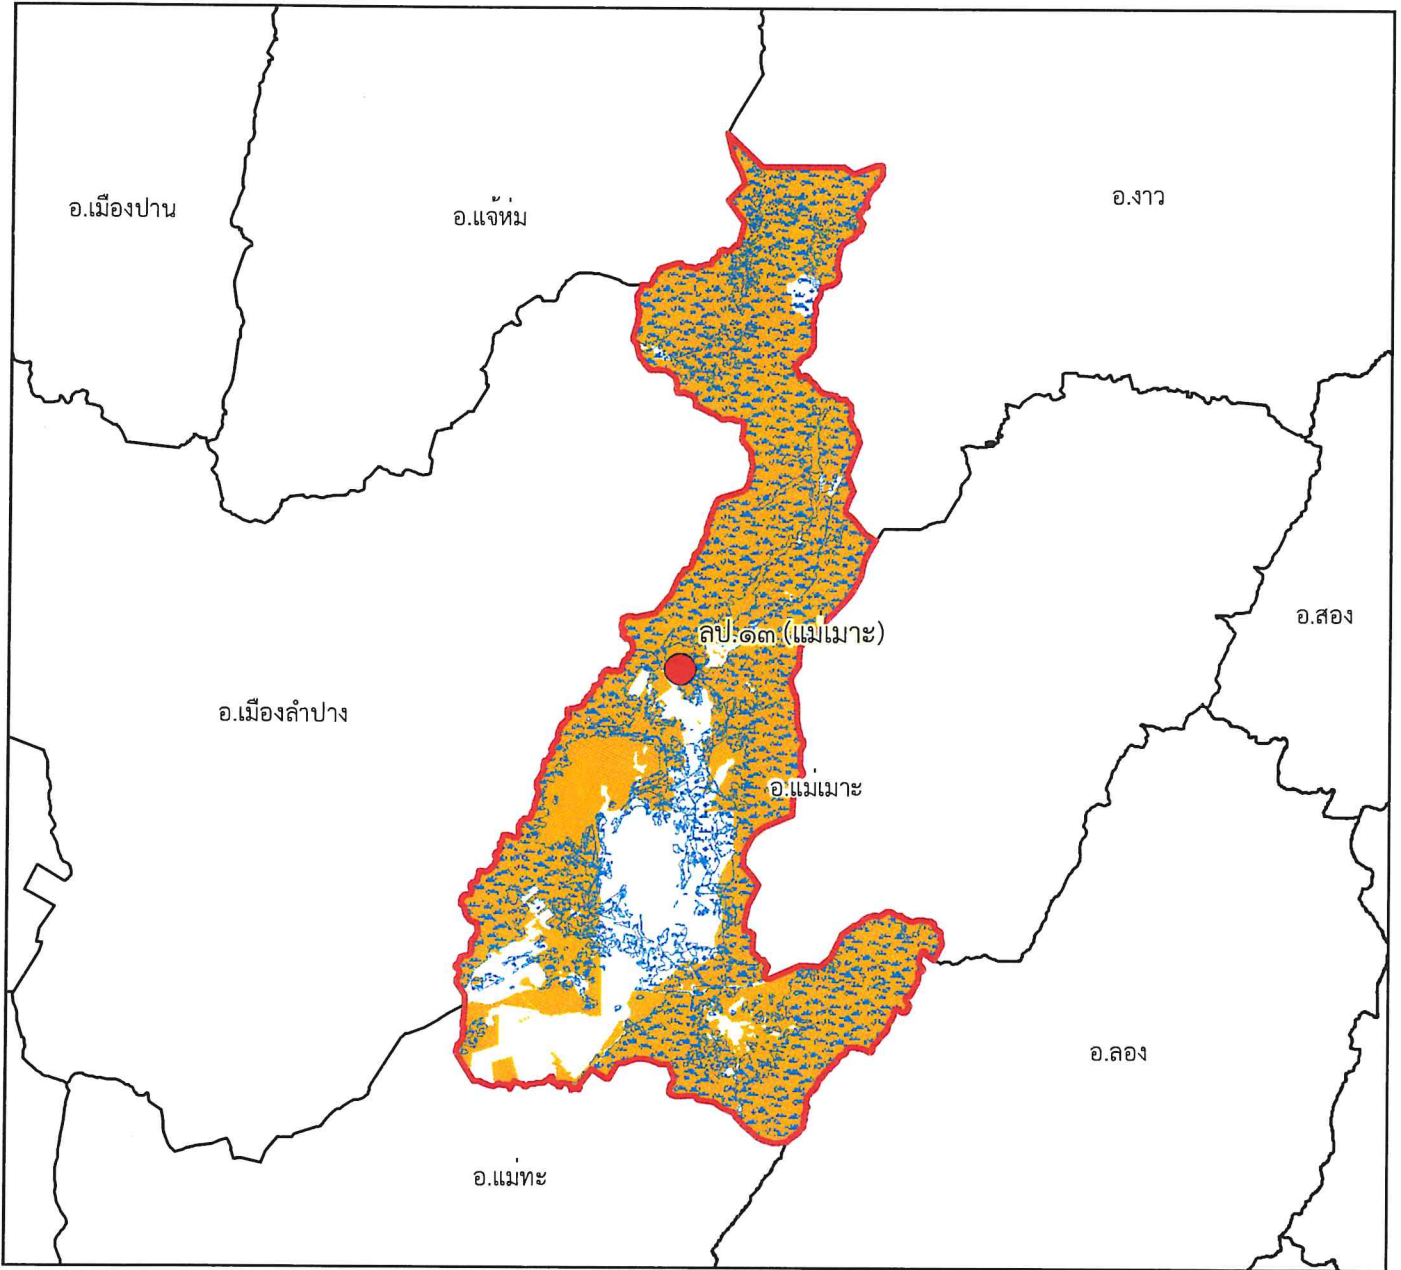 อ.เมืองปาน
อ.แจ้ห่ม
อ.งาว
อ.สอง
ลป.๑๓ (แม่เมาะ)
อ.เมืองลำปาง
อ.แม่เมาะ
อ.ลอง
อ.แม่ทะ